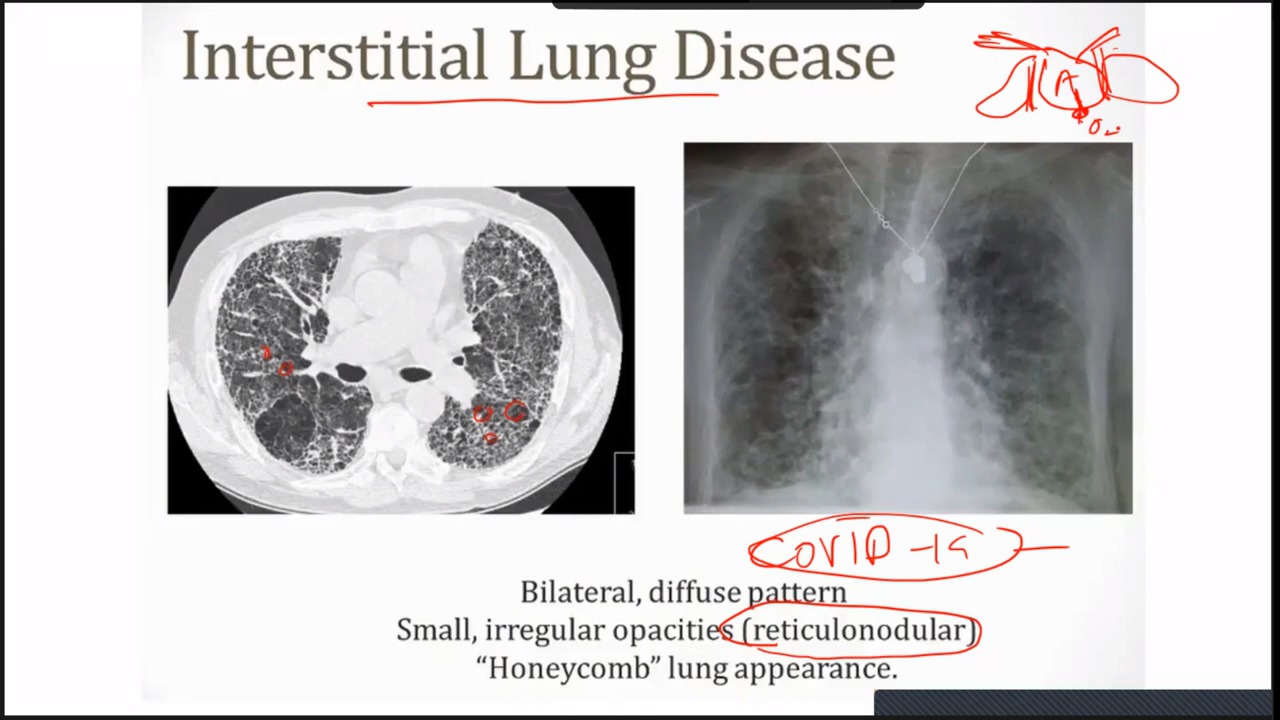 Interstitial Lung Disease
A
COVID-19
Bilateral, diffuse pattern
Small, irregular opacities (reticulonodular)
“Honeycomb” lung appearance.